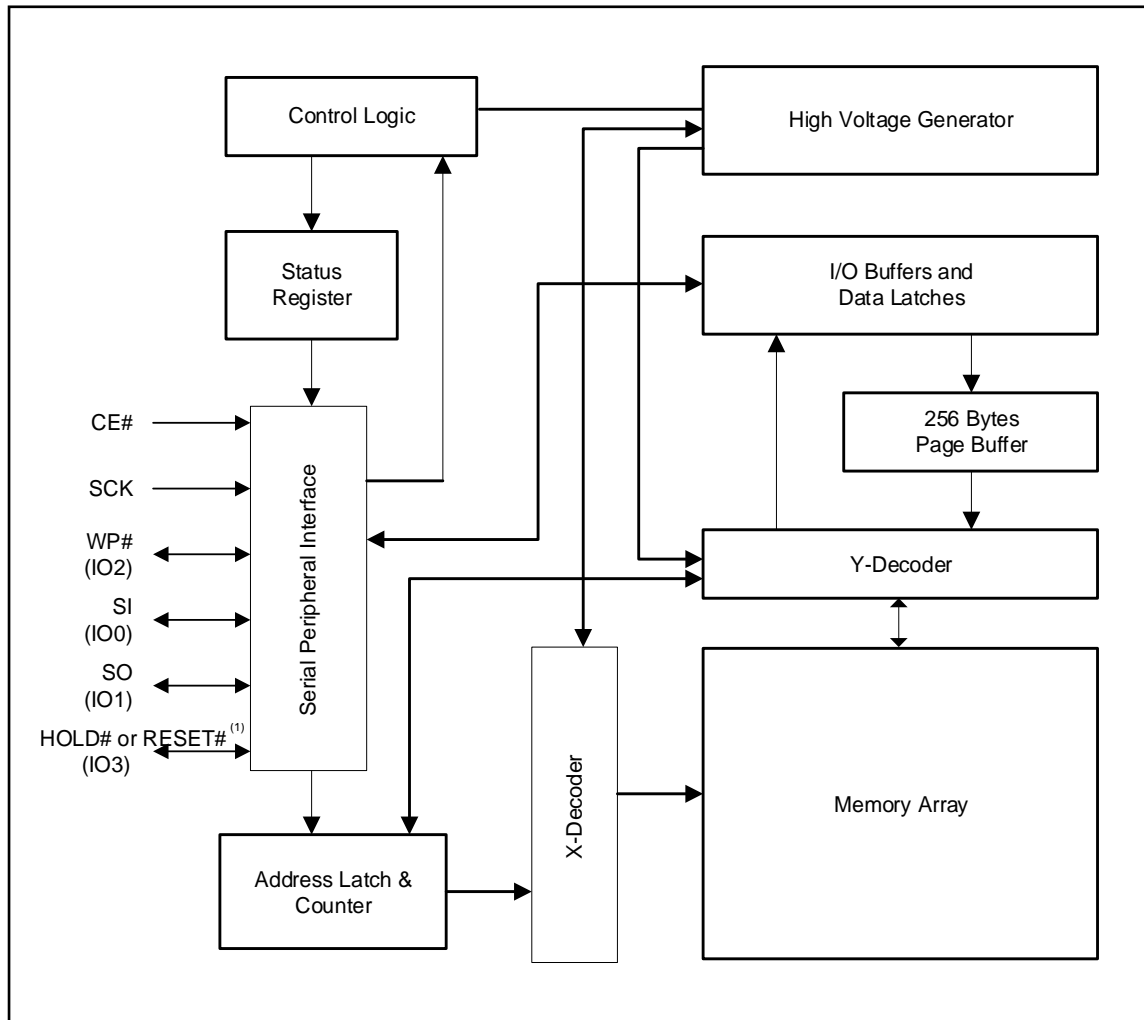 Control Logic
High Voltage Generator
Status
Register
I/O Buffers and
Data Latches
256 Bytes
Page Buffer
CE#
SCK
WP#
(IO2)
SI
(IO0)
SO
(IO1)
HOLD# or RESET# (1)
(IO3)
Serial Peripheral Interface
Y-Decoder
X-Decoder
Memory Array
Address Latch &
Counter